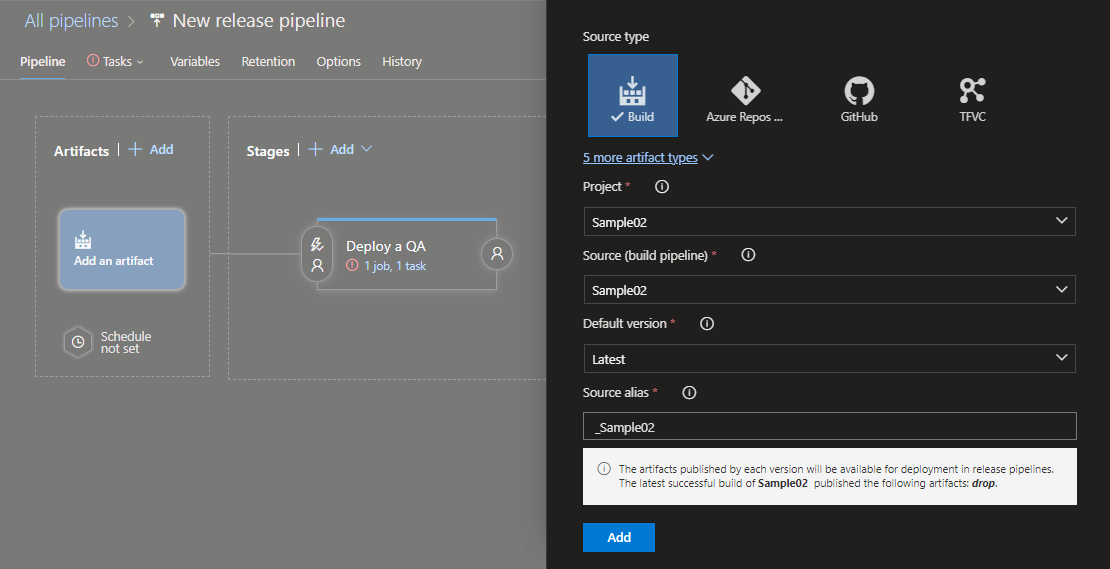 All pipelines > New release pipeline
Pipeline Tasks Variables Retention Options History
Artifacts | + Add
Stages | + Add
Add an artifact
Schedule
not set
Deploy a QA
1 job, 1 task
Source type
Build Azure Repos ... GitHub TFVC
5 more artifact types
Project *
Sample02
Source (build pipeline) *
Sample02
Default version *
Latest
Source alias *
_Sample02
The artifacts published by each version will be available for deployment in release pipelines.
The latest successful build of Sample02 published the following artifacts: drop.
Add